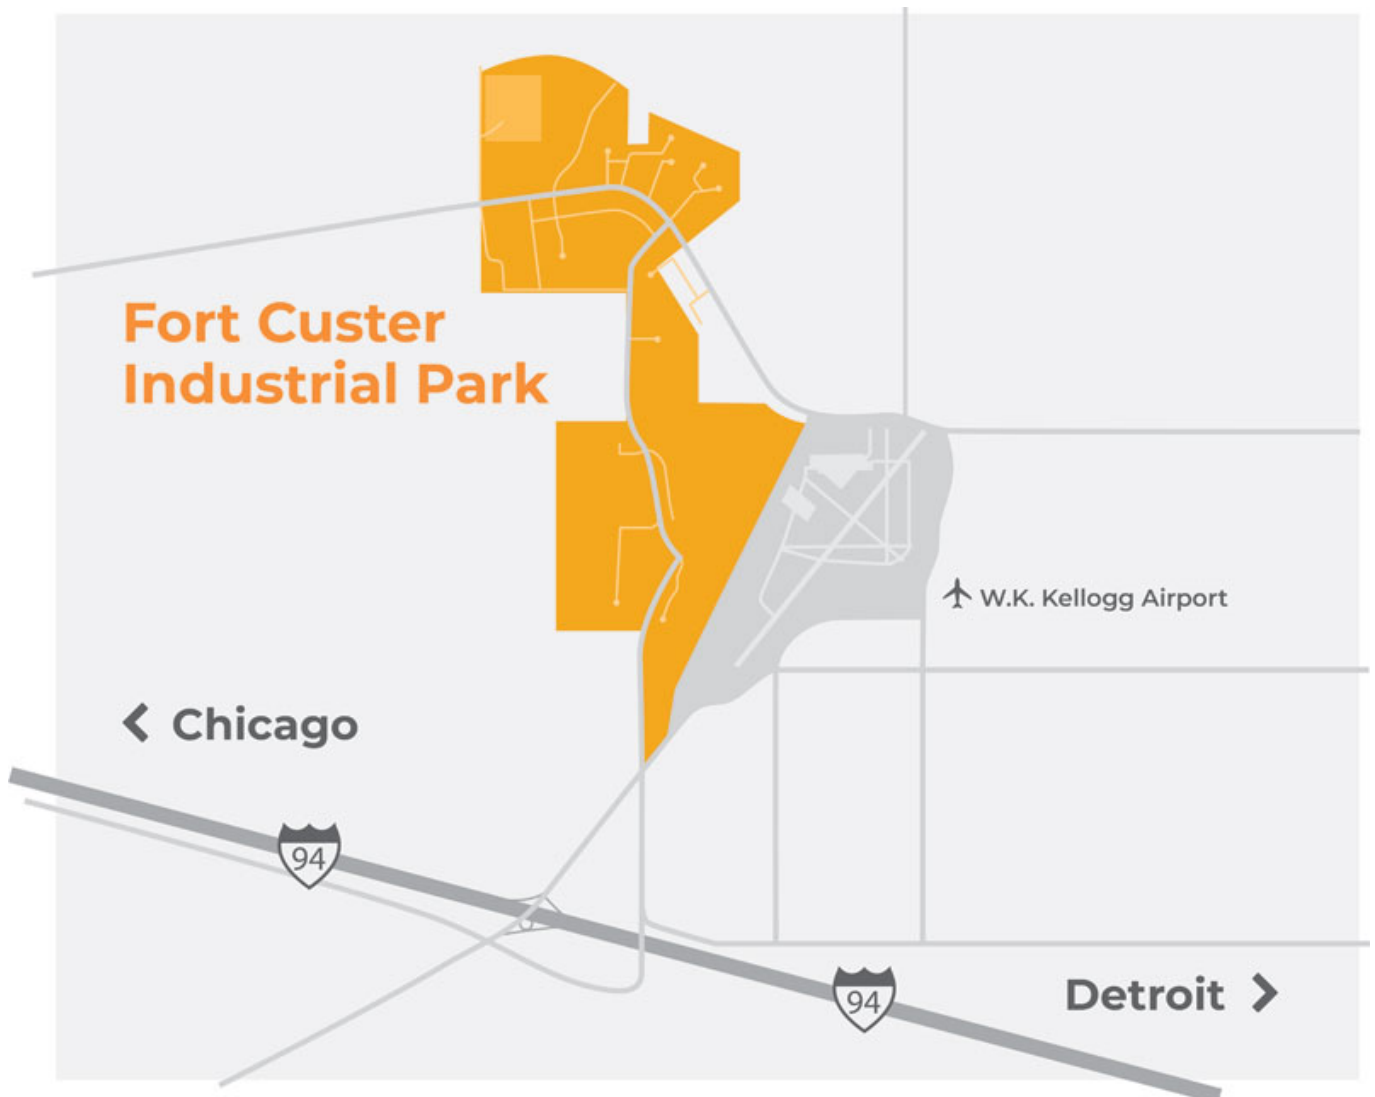 Fort Custer
Industrial Park
W.K. Kellogg Airport
Chicago
94
94
Detroit